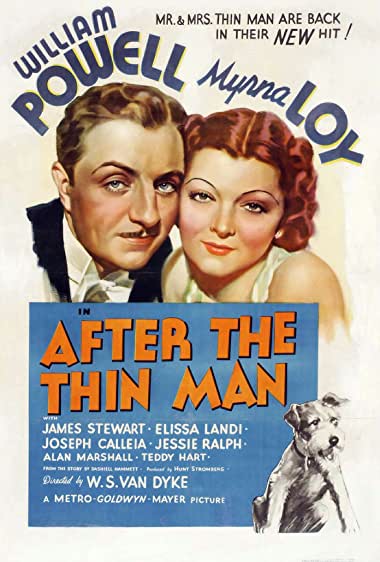 MR. & MRS. THIN MAN ARE BACK
IN THEIR NEW HIT!
WILLIAM
POWELL
Myrna
LOY
IN
AFTER THE
THIN MAN
WITH
JAMES STEWART · ELISSA LANDI ·
JOSEPH CALLEIA · JESSIE RALPH ·
ALAN MARSHALL · TEDDY HART ·
FROM THE STORY BY DASHIELL HAMMETT · Produced by HUNT STROMBERG ·
Directed by W. S. VAN DYKE
A METRO-GOLDWYN-MAYER PICTURE